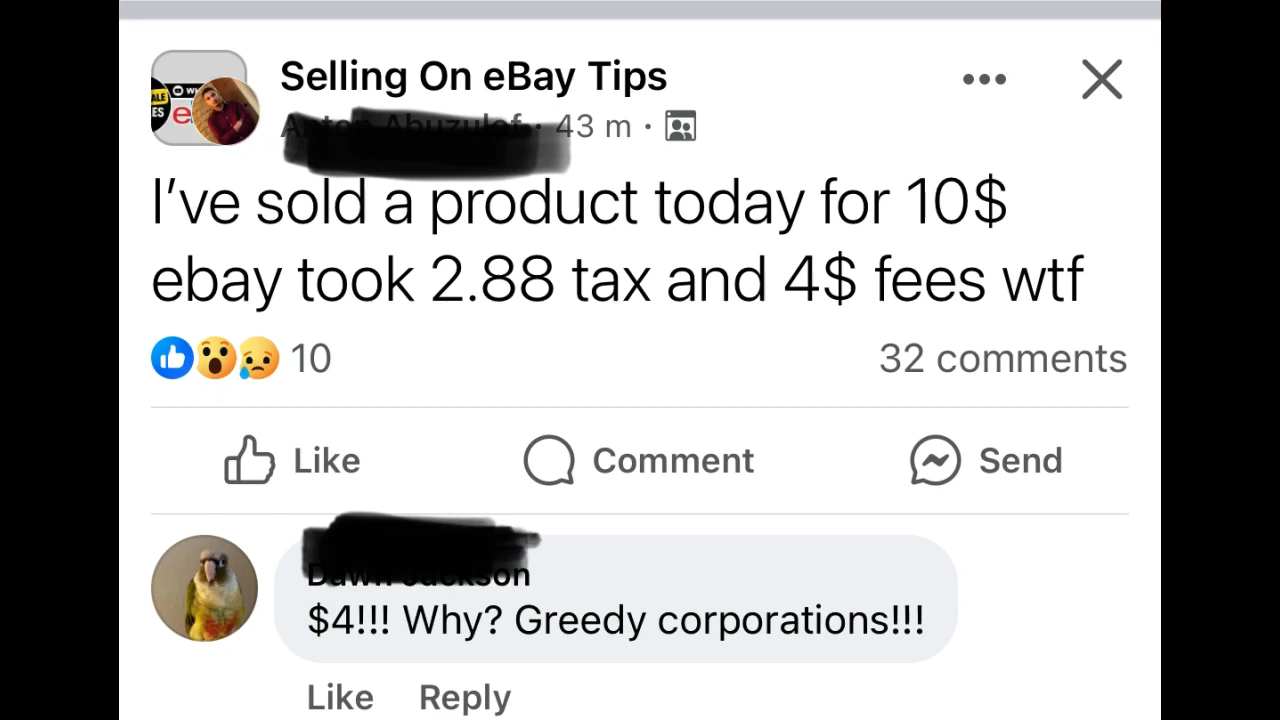 Selling On eBay Tips
· 43 m ·
I've sold a product today for 10$
ebay took 2.88 tax and 4$ fees wtf
10
32 comments
Like
Comment
Send
$4!!! Why? Greedy corporations!!!
Like Reply